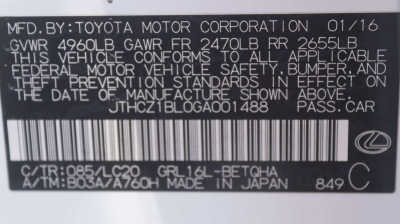 MFD.BY:TOYOTA MOTOR CORPORATION 01/16
GVWR 4960LB GAWR FR 2470LB RR 2655LB
THIS VEHICLE CONFORMS TO ALL APPLICABLE
FEDERAL MOTOR VEHICLE SAFETY,BUMPER,AND
THEFT PREVENTION STANDARDS IN EFFECT ON
THE DATE OF MANUFACTURE SHOWN ABOVE.
JTHCZ1BL0GA001488 PASS.CAR
C/TR:085/LC20 GRL16L-BETQHA
A/TM:B03A/A760H MADE IN JAPAN 849 C